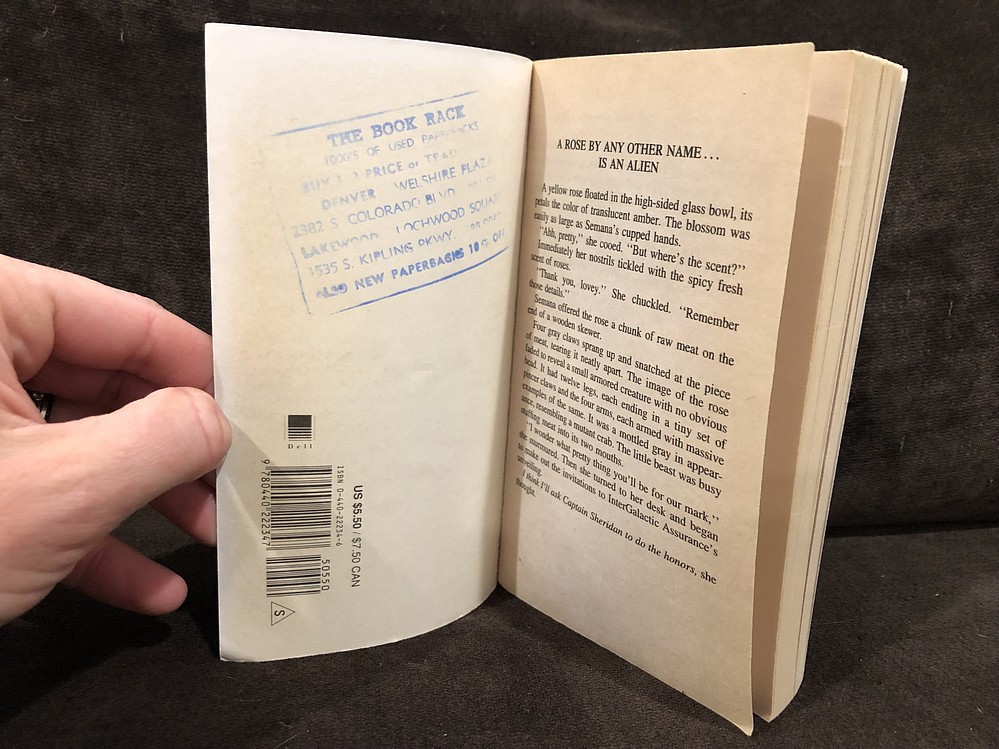 THE BOOK RACK
1000'S OF USED PAPERBACKS
BUY 1/2 PRICE or TRADE
DENVER WELSHIRE PLAZA
2382 S. COLORADO BLVD.
LAKEWOOD LOCHWOOD SQUARE
1535 S. KIPLING PKWY.
ALSO NEW PAPERBACKS 10% OFF
Dell
9 780440 222347
ISBN 0-440-22234-6
50550
US $5.50 / $7.50 CAN
S
A ROSE BY ANY OTHER NAME . . .
IS AN ALIEN
A yellow rose floated in the high-sided glass bowl, its
petals the color of translucent amber. The blossom was
easily as large as Semana's cupped hands.
"Ahh, pretty," she cooed. "But where's the scent?"
Immediately her nostrils tickled with the spicy fresh
scent of roses.
"Thank you, lovey." She chuckled. "Remember
those details."
Semana offered the rose a chunk of raw meat on the
end of a wooden skewer.
Four gray claws sprang up and snatched at the piece
of meat, tearing it neatly apart. The image of the rose
faded to reveal a small armored creature with no obvious
head. It had twelve legs, each ending in a tiny set of
pincer claws and the four arms, each armed with massive
examples of the same. It was a mottled gray in appear-
ance, resembling a mutant crab. The little beast was busy
stuffing meat into its two mouths.
"I wonder what pretty thing you'll be for our mark,"
she murmured. Then she turned to her desk and began
to make out the invitations to InterGalactic Assurance's
unveiling.
I think I'll ask Captain Sheridan to do the honors, she
thought.